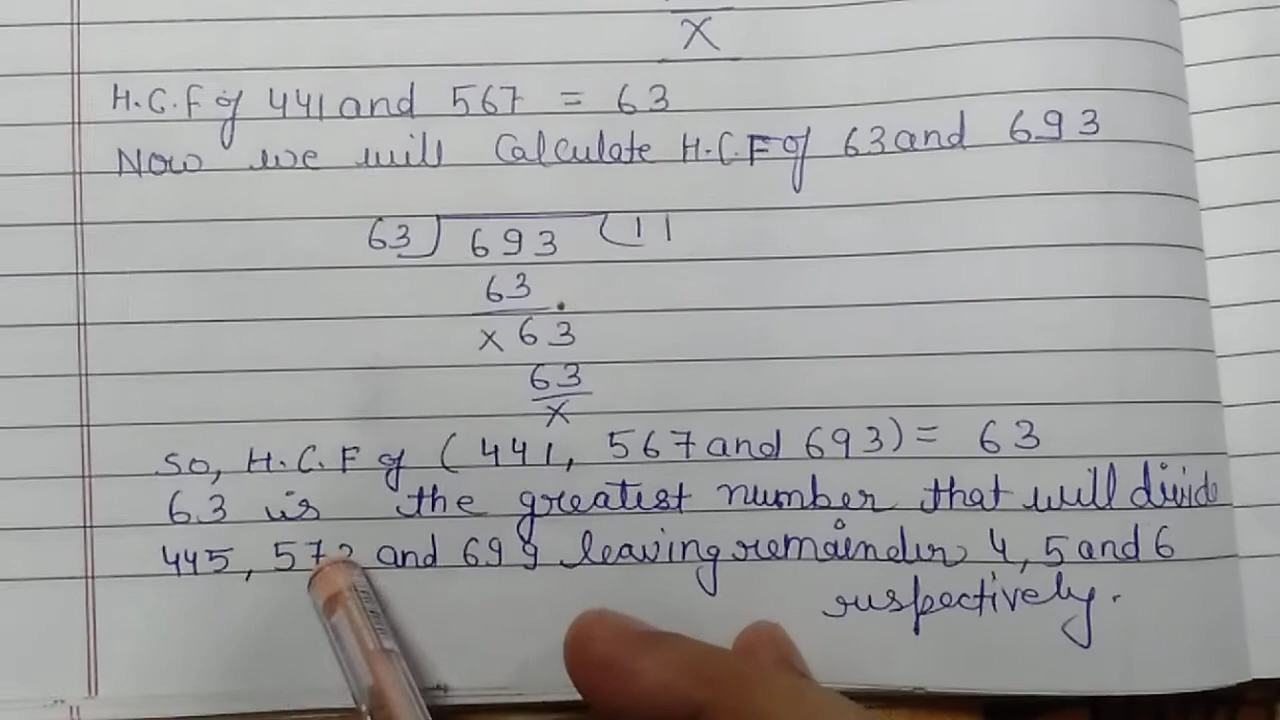 X
H.C.F of 441 and 567 = 63
Now we will Calculate H.C.F of 63 and 693
63) 693 (11
63
x 63
63
x
so, H.C.F of (441, 567 and 693) = 63
63 is the greatest number that will divide
445, 572 and 699 leaving remainder 4, 5 and 6
respectively.